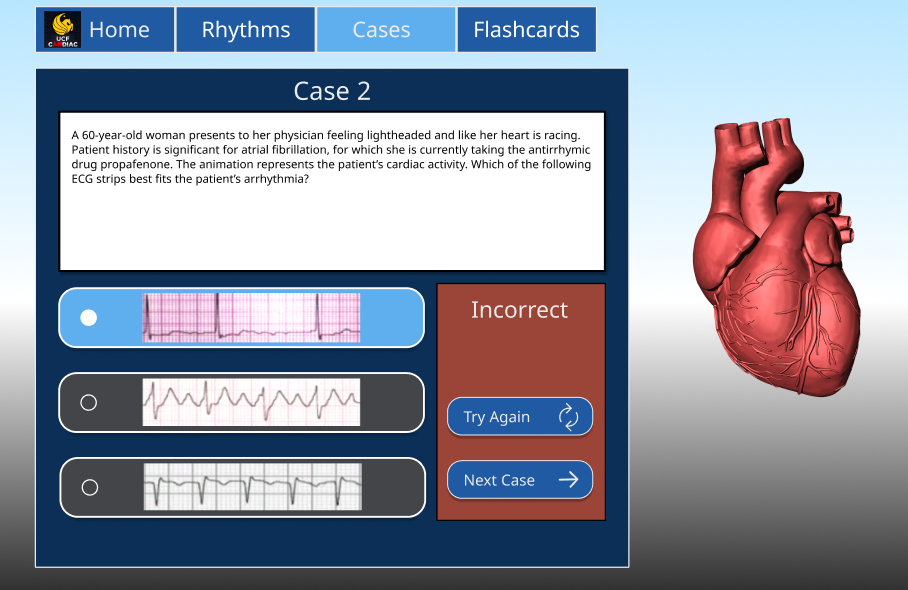 UCF
CARDIAC
Home
Rhythms
Cases
Flashcards
Case 2
A 60-year-old woman presents to her physician feeling lightheaded and like her heart is racing.
Patient history is significant for atrial fibrillation, for which she is currently taking the antirrhymic
drug propafenone. The animation represents the patient's cardiac activity. Which of the following
ECG strips best fits the patient's arrhythmia?
Incorrect
Try Again
Next Case